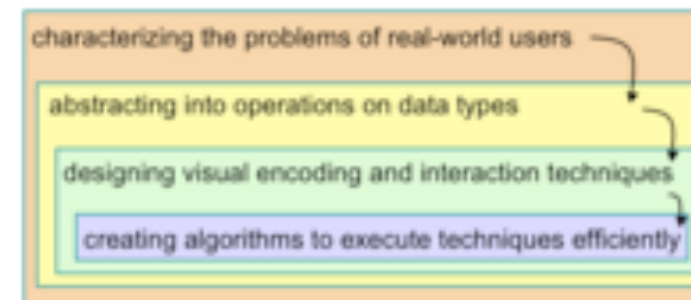 characterizing the problems of real-world users
abstracting into operations on data types
designing visual encoding and interaction techniques
creating algorithms to execute techniques efficiently